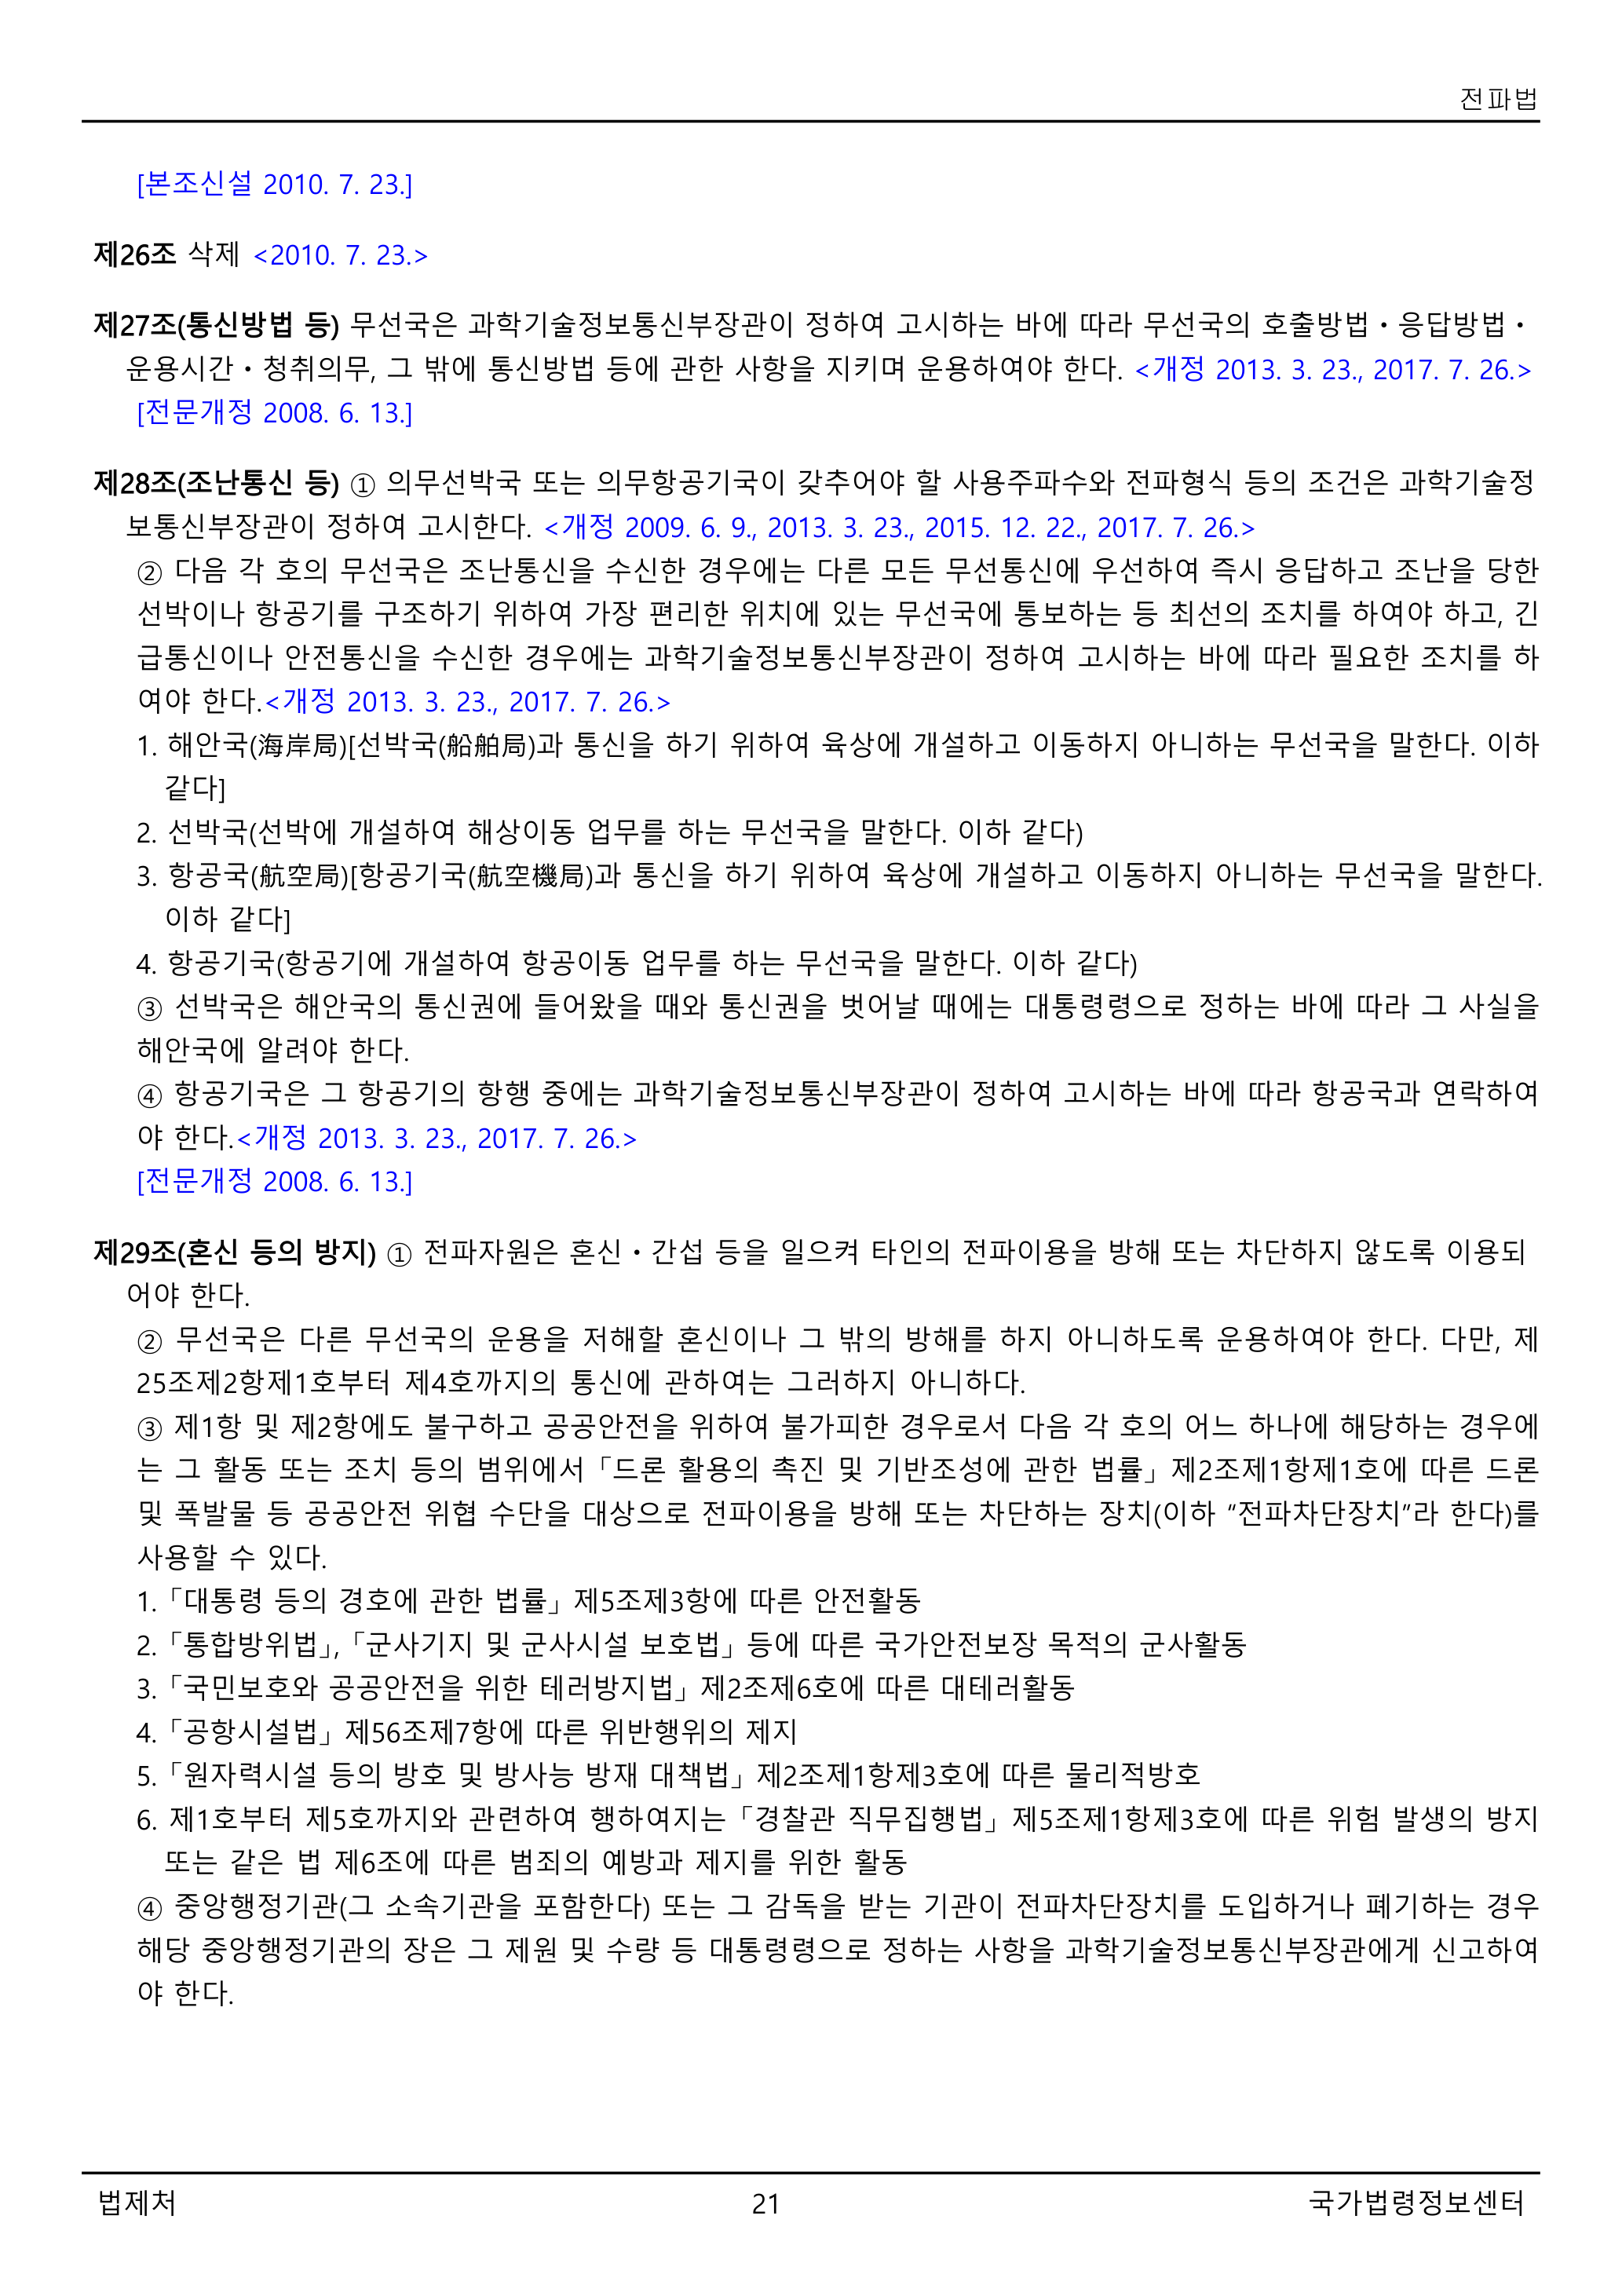 전파법
[본조신설 2010. 7. 23.]
제26조 삭제 <2010. 7. 23.>
제27조(통신방법 등) 무선국은 과학기술정보통신부장관이 정하여 고시하는 바에 따라 무선국의 호출방법ㆍ응답방법ㆍ
운용시간ㆍ청취의무, 그 밖에 통신방법 등에 관한 사항을 지키며 운용하여야 한다. <개정 2013. 3. 23., 2017. 7. 26.>
[전문개정 2008. 6. 13.]
제28조(조난통신 등) ① 의무선박국 또는 의무항공기국이 갖추어야 할 사용주파수와 전파형식 등의 조건은 과학기술정
보통신부장관이 정하여 고시한다. <개정 2009. 6. 9., 2013. 3. 23., 2015. 12. 22., 2017. 7. 26.>
② 다음 각 호의 무선국은 조난통신을 수신한 경우에는 다른 모든 무선통신에 우선하여 즉시 응답하고 조난을 당한
선박이나 항공기를 구조하기 위하여 가장 편리한 위치에 있는 무선국에 통보하는 등 최선의 조치를 하여야 하고, 긴
급통신이나 안전통신을 수신한 경우에는 과학기술정보통신부장관이 정하여 고시하는 바에 따라 필요한 조치를 하
여야 한다.<개정 2013. 3. 23., 2017. 7. 26.>
1. 해안국(海岸局)[선박국(船舶局)과 통신을 하기 위하여 육상에 개설하고 이동하지 아니하는 무선국을 말한다. 이하
같다]
2. 선박국(선박에 개설하여 해상이동 업무를 하는 무선국을 말한다. 이하 같다)
3. 항공국(航空局)[항공기국(航空機局)과 통신을 하기 위하여 육상에 개설하고 이동하지 아니하는 무선국을 말한다.
이하 같다]
4. 항공기국(항공기에 개설하여 항공이동 업무를 하는 무선국을 말한다. 이하 같다)
③ 선박국은 해안국의 통신권에 들어왔을 때와 통신권을 벗어날 때에는 대통령령으로 정하는 바에 따라 그 사실을
해안국에 알려야 한다.
④ 항공기국은 그 항공기의 항행 중에는 과학기술정보통신부장관이 정하여 고시하는 바에 따라 항공국과 연락하여
야 한다.<개정 2013. 3. 23., 2017. 7. 26.>
[전문개정 2008. 6. 13.]
제29조(혼신 등의 방지) ① 전파자원은 혼신ㆍ간섭 등을 일으켜 타인의 전파이용을 방해 또는 차단하지 않도록 이용되
어야 한다.
② 무선국은 다른 무선국의 운용을 저해할 혼신이나 그 밖의 방해를 하지 아니하도록 운용하여야 한다. 다만, 제
25조제2항제1호부터 제4호까지의 통신에 관하여는 그러하지 아니하다.
③ 제1항 및 제2항에도 불구하고 공공안전을 위하여 불가피한 경우로서 다음 각 호의 어느 하나에 해당하는 경우에
는 그 활동 또는 조치 등의 범위에서「드론 활용의 촉진 및 기반조성에 관한 법률」제2조제1항제1호에 따른 드론
및 폭발물 등 공공안전 위협 수단을 대상으로 전파이용을 방해 또는 차단하는 장치(이하 “전파차단장치”라 한다)를
사용할 수 있다.
1.「대통령 등의 경호에 관한 법률」제5조제3항에 따른 안전활동
2.「통합방위법」,「군사기지 및 군사시설 보호법」등에 따른 국가안전보장 목적의 군사활동
3.「국민보호와 공공안전을 위한 테러방지법」제2조제6호에 따른 대테러활동
4.「공항시설법」제56조제7항에 따른 위반행위의 제지
5.「원자력시설 등의 방호 및 방사능 방재 대책법」제2조제1항제3호에 따른 물리적방호
6. 제1호부터 제5호까지와 관련하여 행하여지는「경찰관 직무집행법」제5조제1항제3호에 따른 위험 발생의 방지
또는 같은 법 제6조에 따른 범죄의 예방과 제지를 위한 활동
④ 중앙행정기관(그 소속기관을 포함한다) 또는 그 감독을 받는 기관이 전파차단장치를 도입하거나 폐기하는 경우
해당 중앙행정기관의 장은 그 제원 및 수량 등 대통령령으로 정하는 사항을 과학기술정보통신부장관에게 신고하여
야 한다.
법제처 21 국가법령정보센터